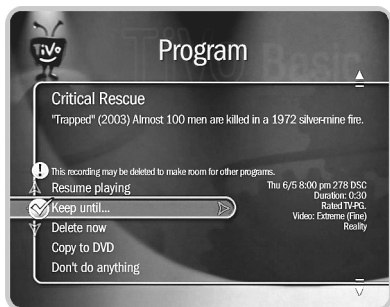 TiVo
Program
TiVo Basic
Critical Rescue
"Trapped" (2003) Almost 100 men are killed in a 1972 silver-mine fire.
This recording may be deleted to make room for other programs.
Resume playing
Thu 6/5 8:00 pm 278 DSC
Keep until...
Duration: 0:30
Rated TV-PG.
Delete now
Video: Extreme (Fine)
Reality
Copy to DVD
Don't do anything